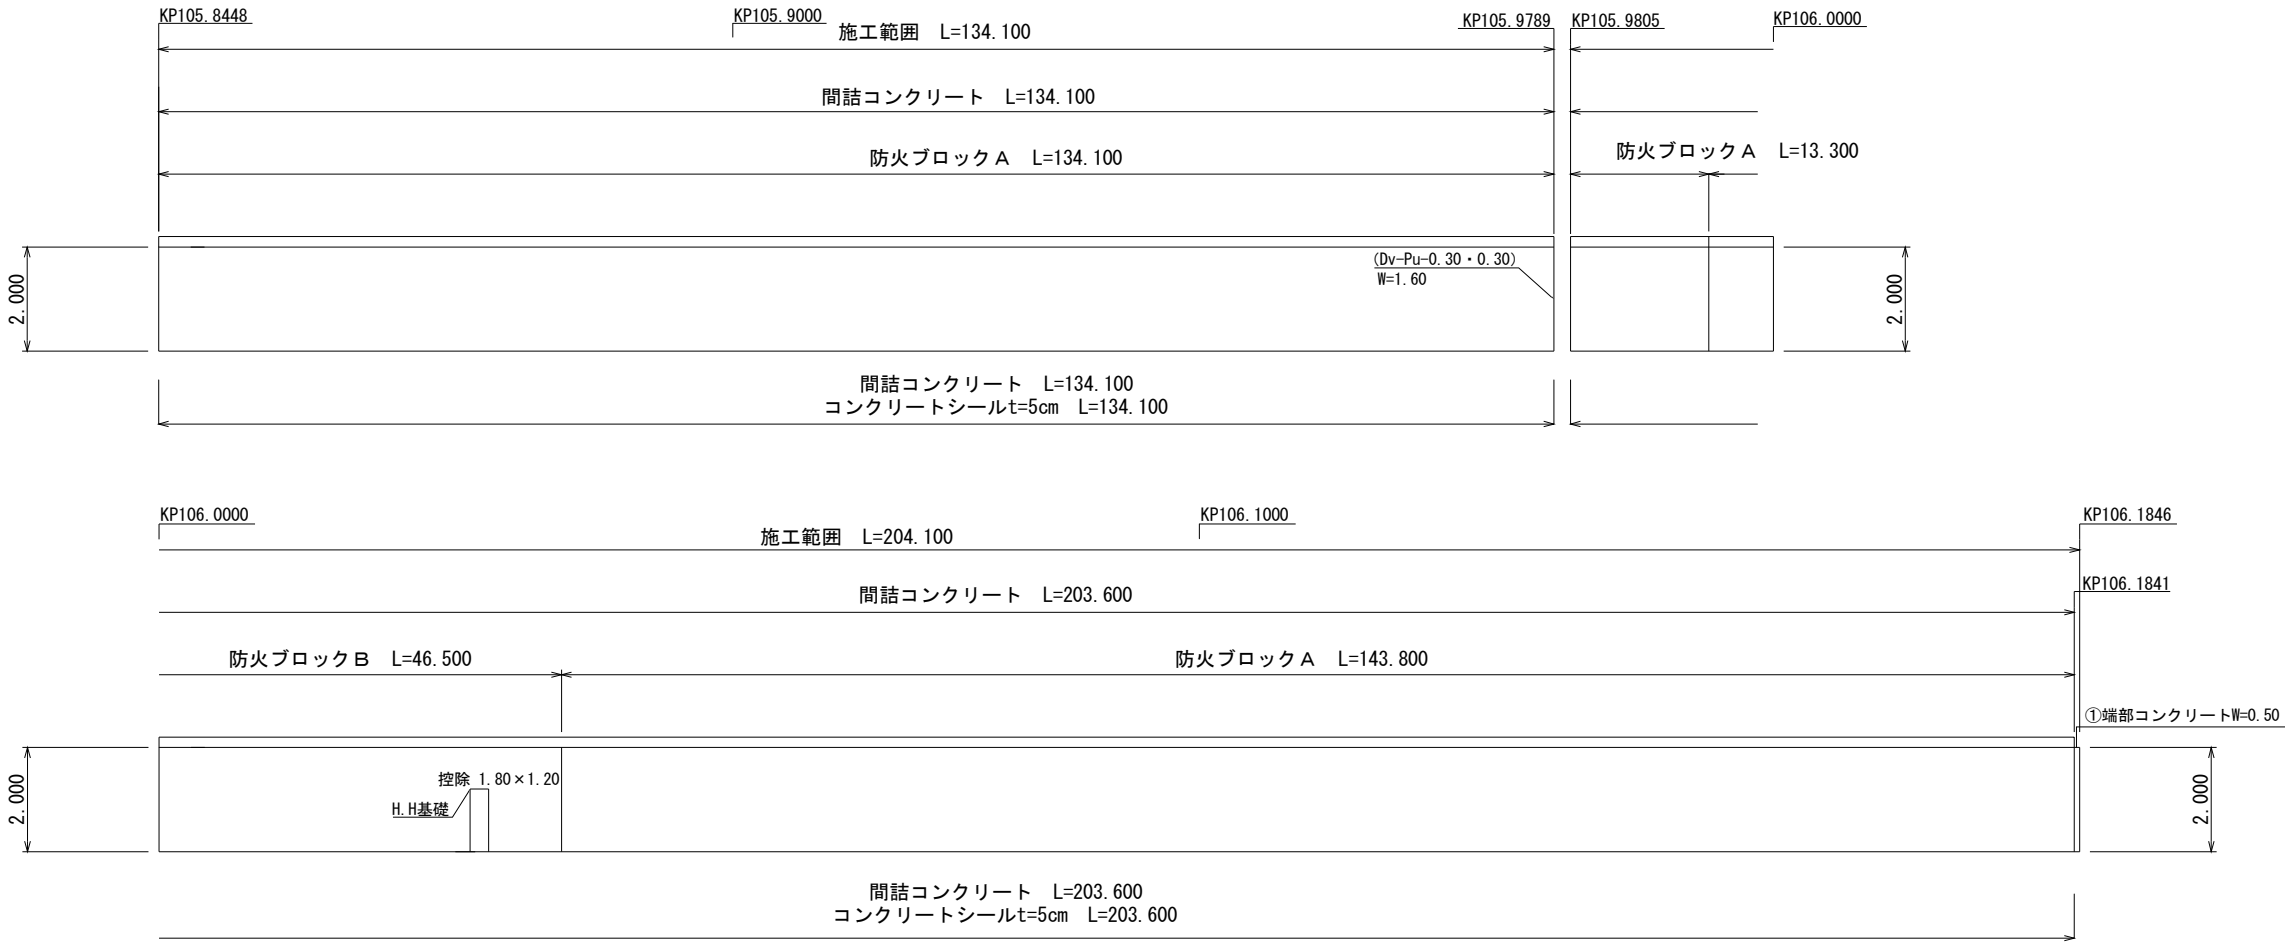 KP105.8448
KP105.9000
KP105.9789
KP105.9805
KP106.0000
施工範囲 L=134.100
間詰コンクリート L=134.100
防火ブロックA L=134.100
防火ブロックA L=13.300
2.000
(Dv-Pu-0.30・0.30)
W=1.60
2.000
間詰コンクリート L=134.100
コンクリートシールt=5cm L=134.100
KP106.0000
KP106.1000
KP106.1846
施工範囲 L=204.100
KP106.1841
間詰コンクリート L=203.600
防火ブロックB L=46.500
防火ブロックA L=143.800
①端部コンクリートW=0.50
2.000
控除 1.80×1.20
H.H基礎
2.000
間詰コンクリート L=203.600
コンクリートシールt=5cm L=203.600